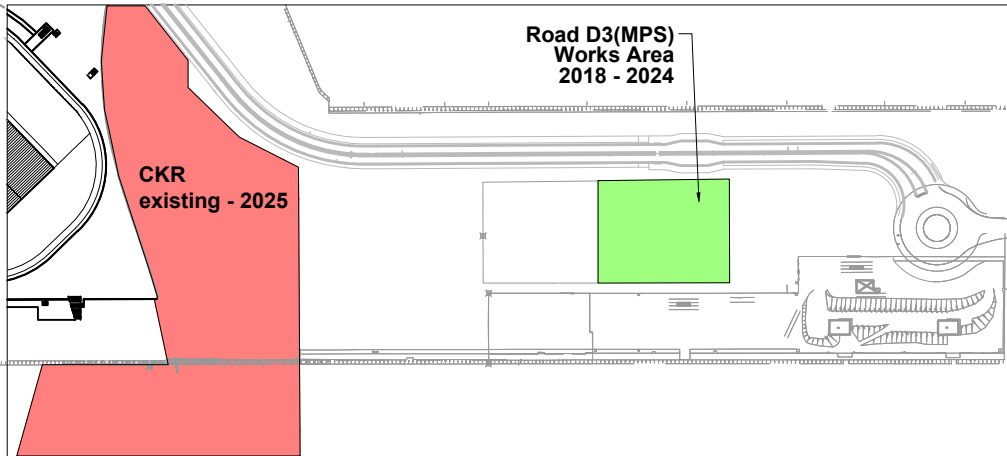 Road D3(MPS)
Works Area
2018 - 2024
CKR
existing - 2025